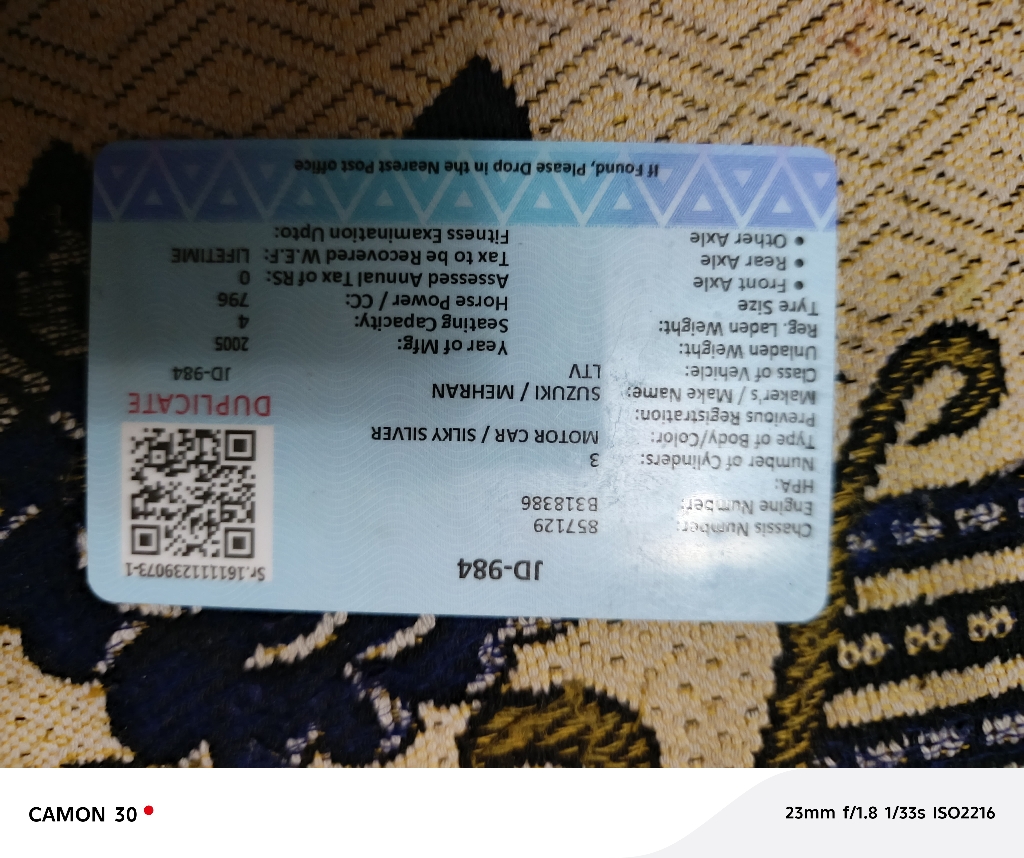 JD-984
Sr.1611111239073-1
Chassis Number: 857129
Engine Number: B318386
HPA:
Number of Cylinders: 3
Type of Body/Color: MOTOR CAR / SILKY SILVER
Previous Registration:
DUPLICATE
Maker's / Make Name: SUZUKI / MEHRAN
Class of Vehicle: LTV
JD-984
Unladen Weight:
Year of Mfg: 2005
Reg. Laden Weight:
Seating Capacity: 4
Tyre Size
Horse Power / CC: 796
• Front Axle
Assessed Annual Tax of RS: 0
• Rear Axle
Tax to be Recovered W.E.F: LIFETIME
• Other Axle
Fitness Examination Upto:
If Found, Please Drop in the Nearest Post office
CAMON 30
23mm f/1.8 1/33s ISO2216